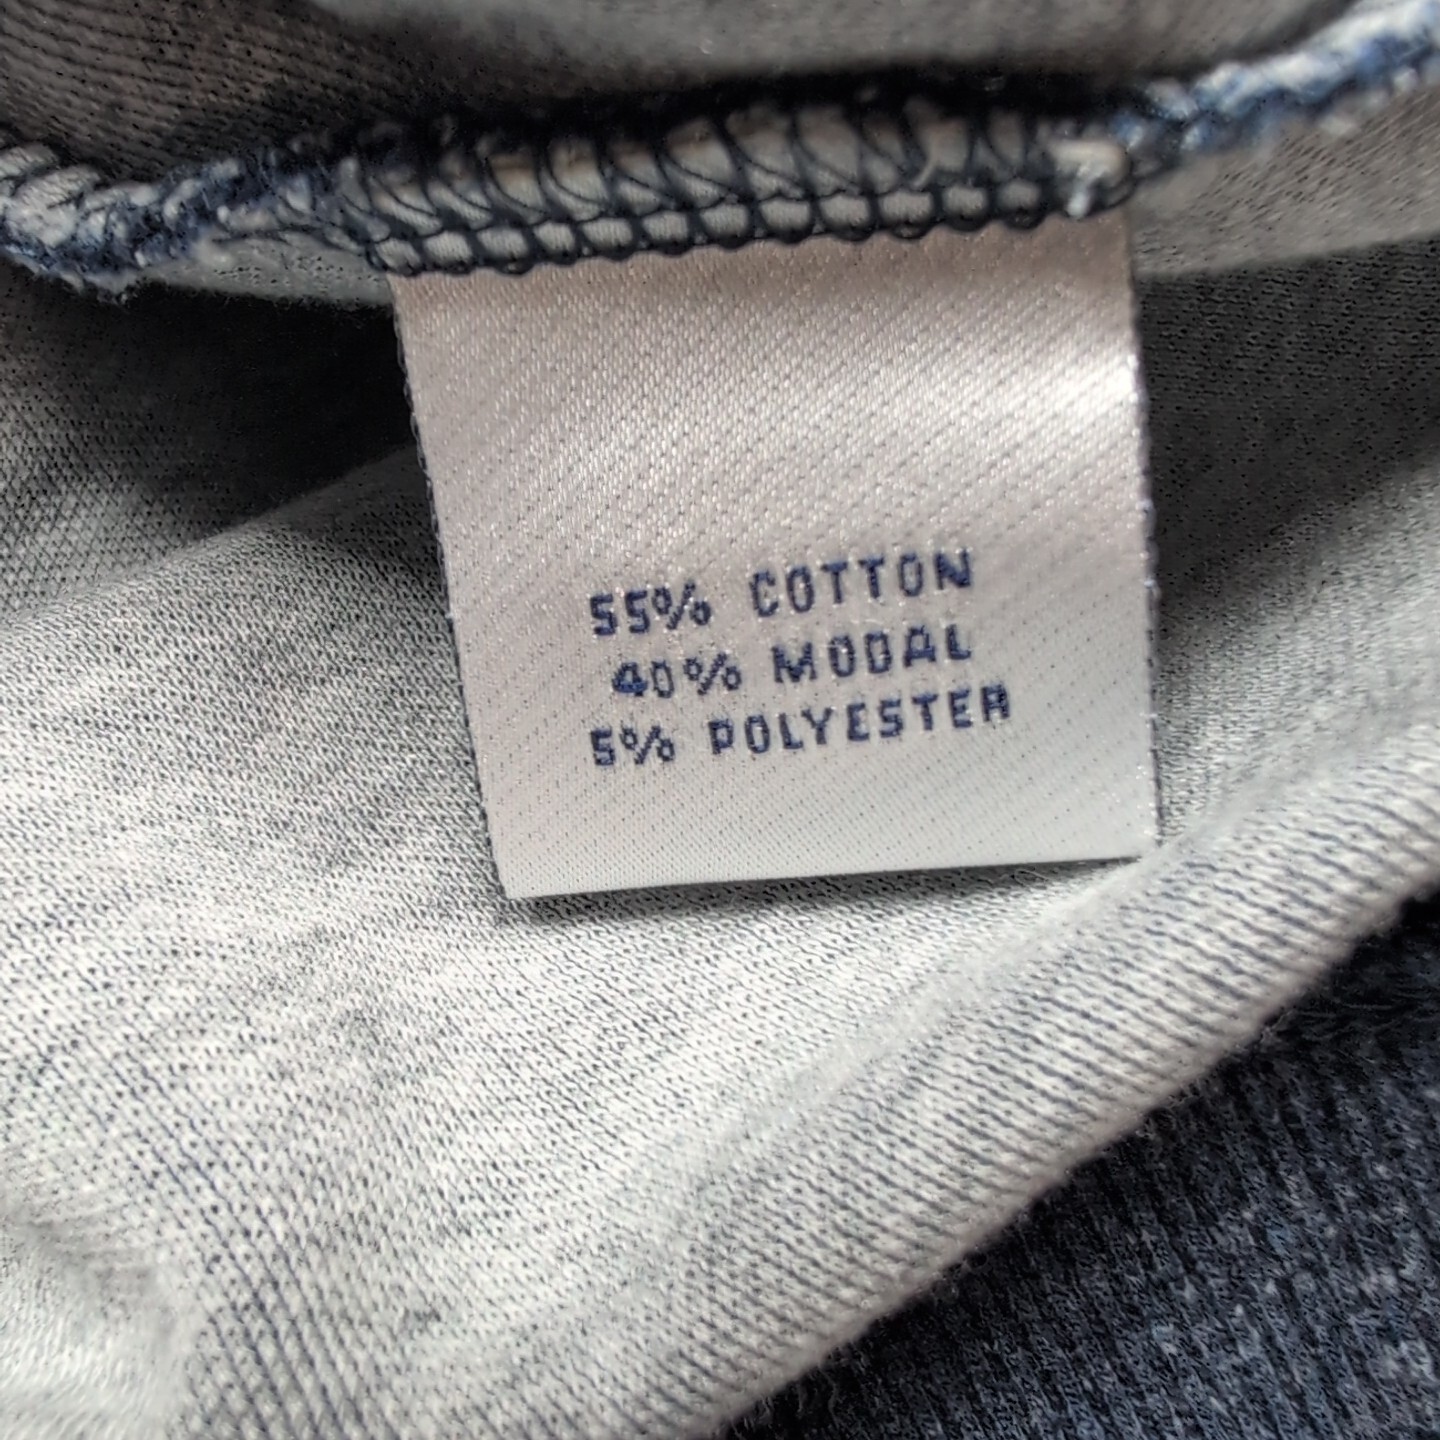 55% COTTON
40% MODAL
5% POLYESTER